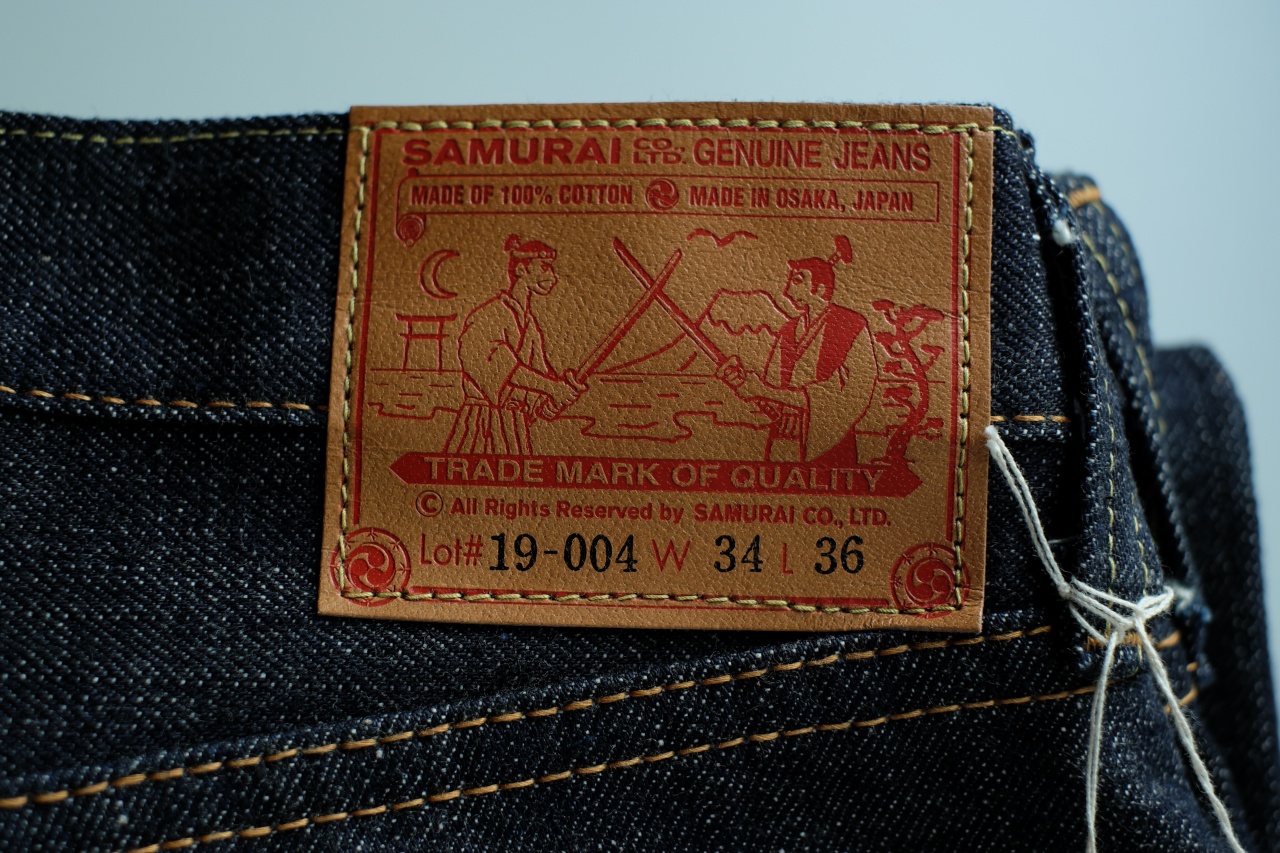 SAMURAI CO., LTD. GENUINE JEANS
MADE OF 100% COTTON MADE IN OSAKA, JAPAN
TRADE MARK OF QUALITY
© All Rights Reserved by SAMURAI CO., LTD.
Lot# 19-004 W 34 L 36